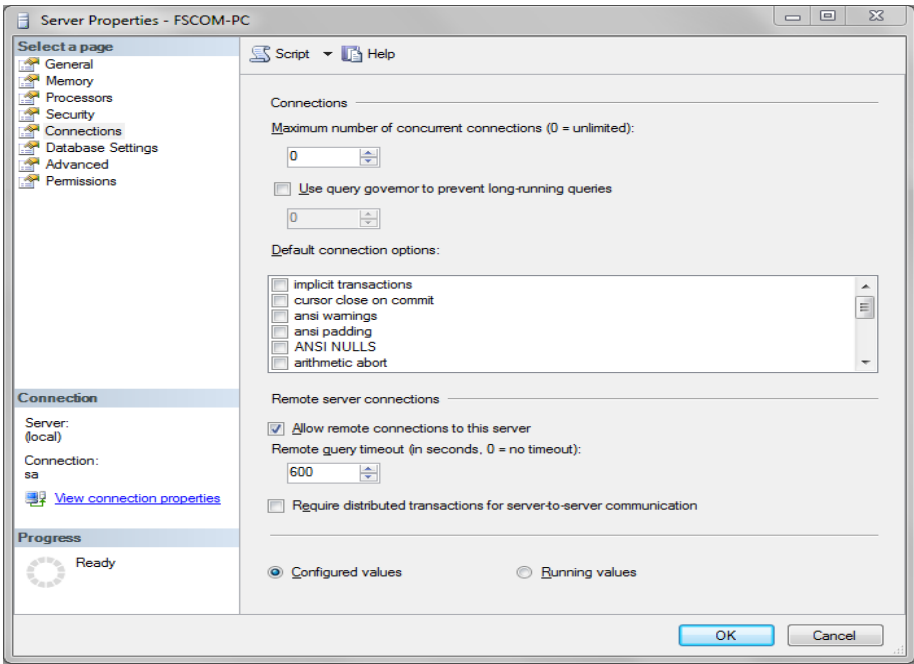 Server Properties - FSCOM-PC
Select a page
General
Memory
Processors
Security
Connections
Database Settings
Advanced
Permissions
Connection
Server:
(local)
Connection:
sa
View connection properties
Progress
Ready
Script
Help
Connections
Maximum number of concurrent connections (0 = unlimited):
0
Use query governor to prevent long-running queries
0
Default connection options:
implicit transactions
cursor close on commit
ansi warnings
ansi padding
ANSI NULLS
arithmetic abort
Remote server connections
Allow remote connections to this server
Remote query timeout (in seconds, 0 = no timeout):
600
Require distributed transactions for server-to-server communication
Configured values
Running values
OK
Cancel